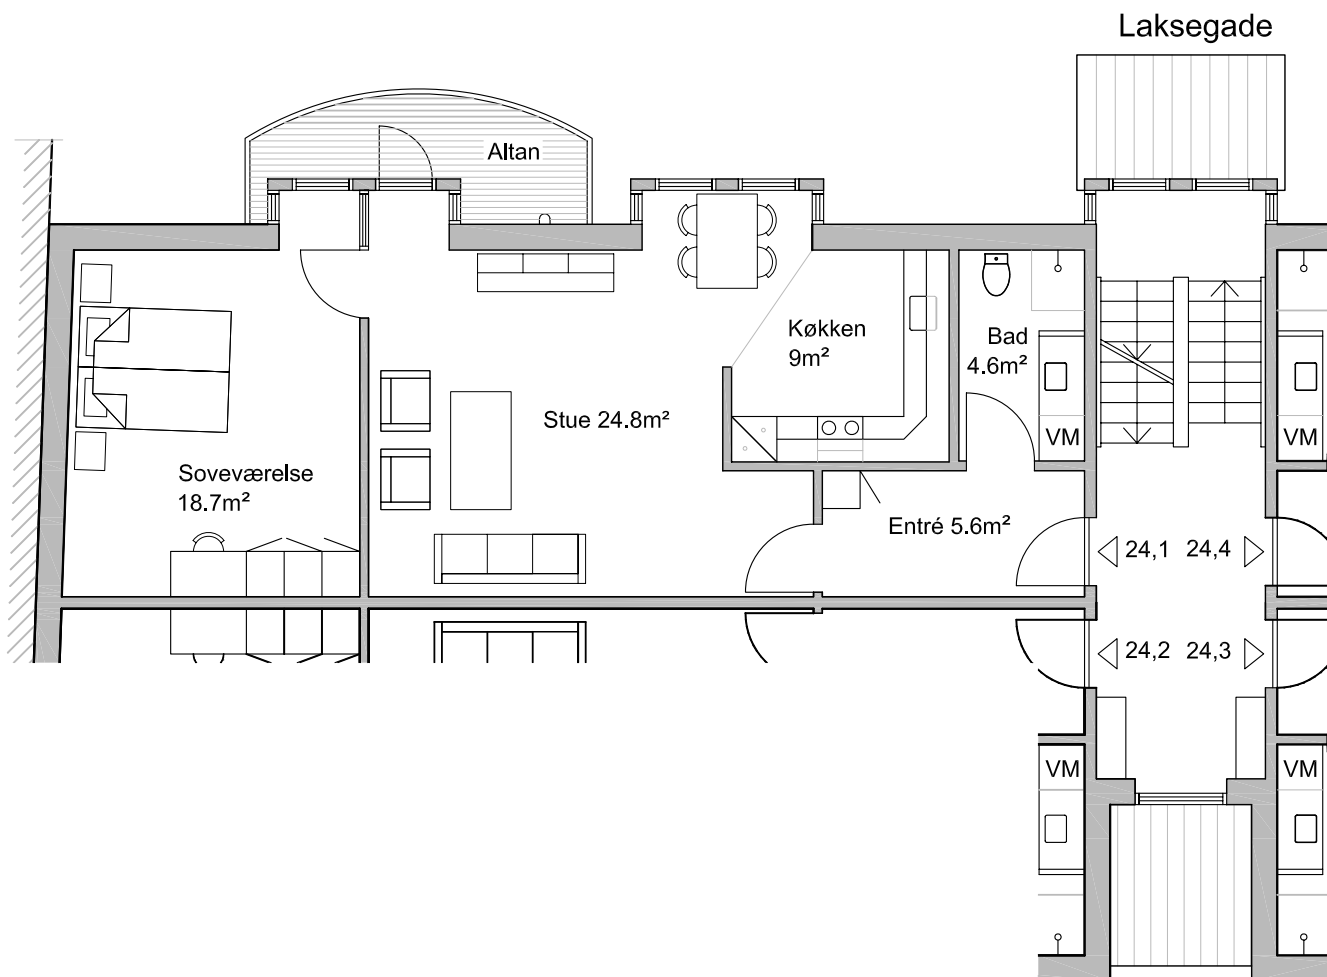 Laksegade
Altan
Køkken
9m²
Bad
4.6m²
Stue 24.8m²
VM
VM
Soveværelse
18.7m²
Entré 5.6m²
24,1
24,4
24,2
24,3
VM
VM